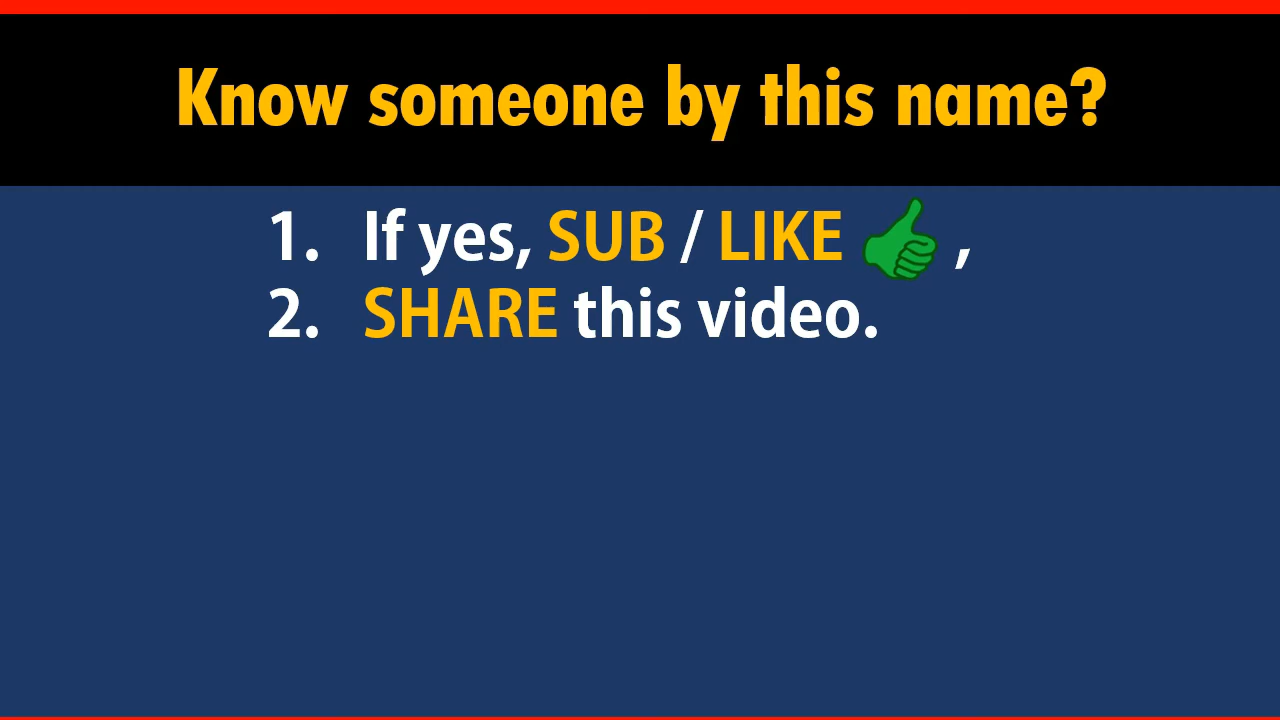 Know someone by this name?
1. If yes, SUB / LIKE ,
2. SHARE this video.